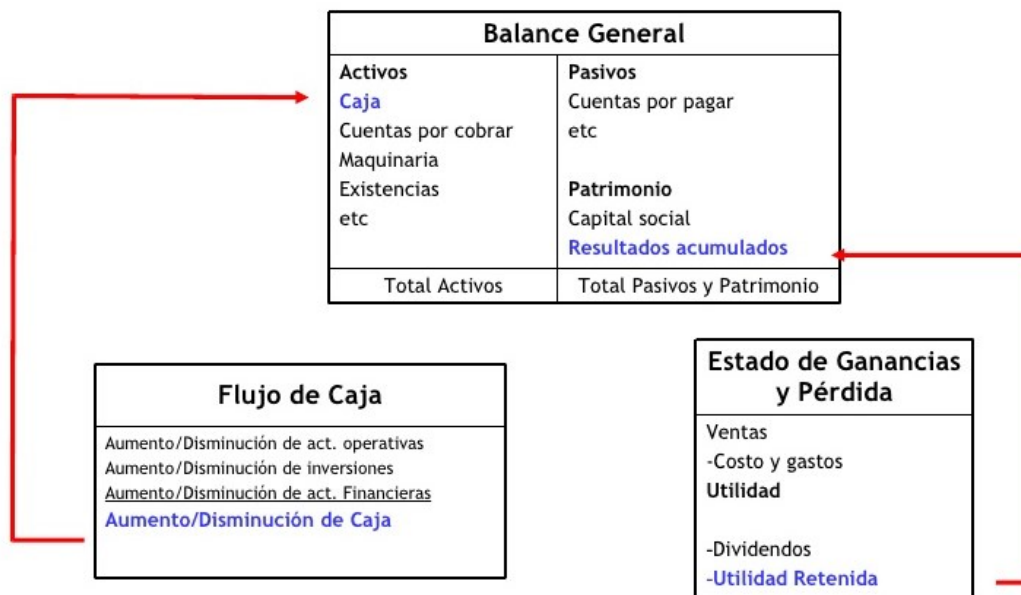 Balance General
Activos
Caja
Cuentas por cobrar
Maquinaria
Existencias
etc
Total Activos
Pasivos
Cuentas por pagar
etc
Patrimonio
Capital social
Resultados acumulados
Total Pasivos y Patrimonio
Flujo de Caja
Aumento/Disminución de act. operativas
Aumento/Disminución de inversiones
Aumento/Disminución de act. Financieras
Aumento/Disminución de Caja
Estado de Ganancias
y Pérdida
Ventas
-Costo y gastos
Utilidad
-Dividendos
-Utilidad Retenida